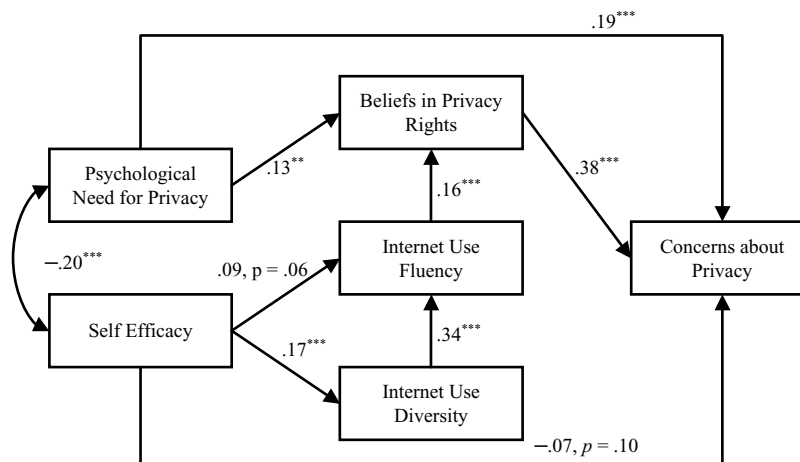 .19***
Beliefs in Privacy
Rights
Psychological
Need for Privacy
.13**
.38***
.16***
−.20***
.09, p = .06
Internet Use
Fluency
Concerns about
Privacy
Self Efficacy
.17***
.34***
Internet Use
Diversity
−.07, p = .10